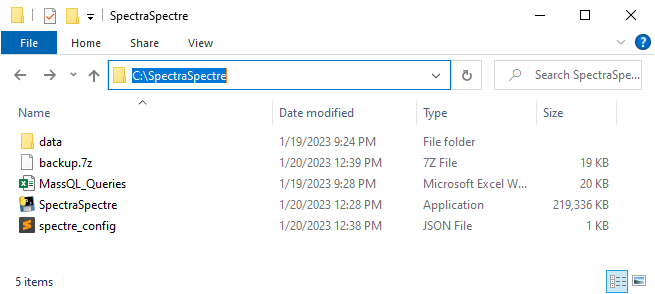 SpectraSpectre
File Home Share View
C:\SpectraSpectre Search SpectraSpe...
Name Date modified Type Size
data 1/19/2023 9:24 PM File folder
backup.7z 1/20/2023 12:39 PM 7Z File 19 KB
MassQL_Queries 1/19/2023 9:28 PM Microsoft Excel W... 20 KB
SpectraSpectre 1/20/2023 12:28 PM Application 219,336 KB
spectre_config 1/20/2023 12:38 PM JSON File 1 KB
5 items